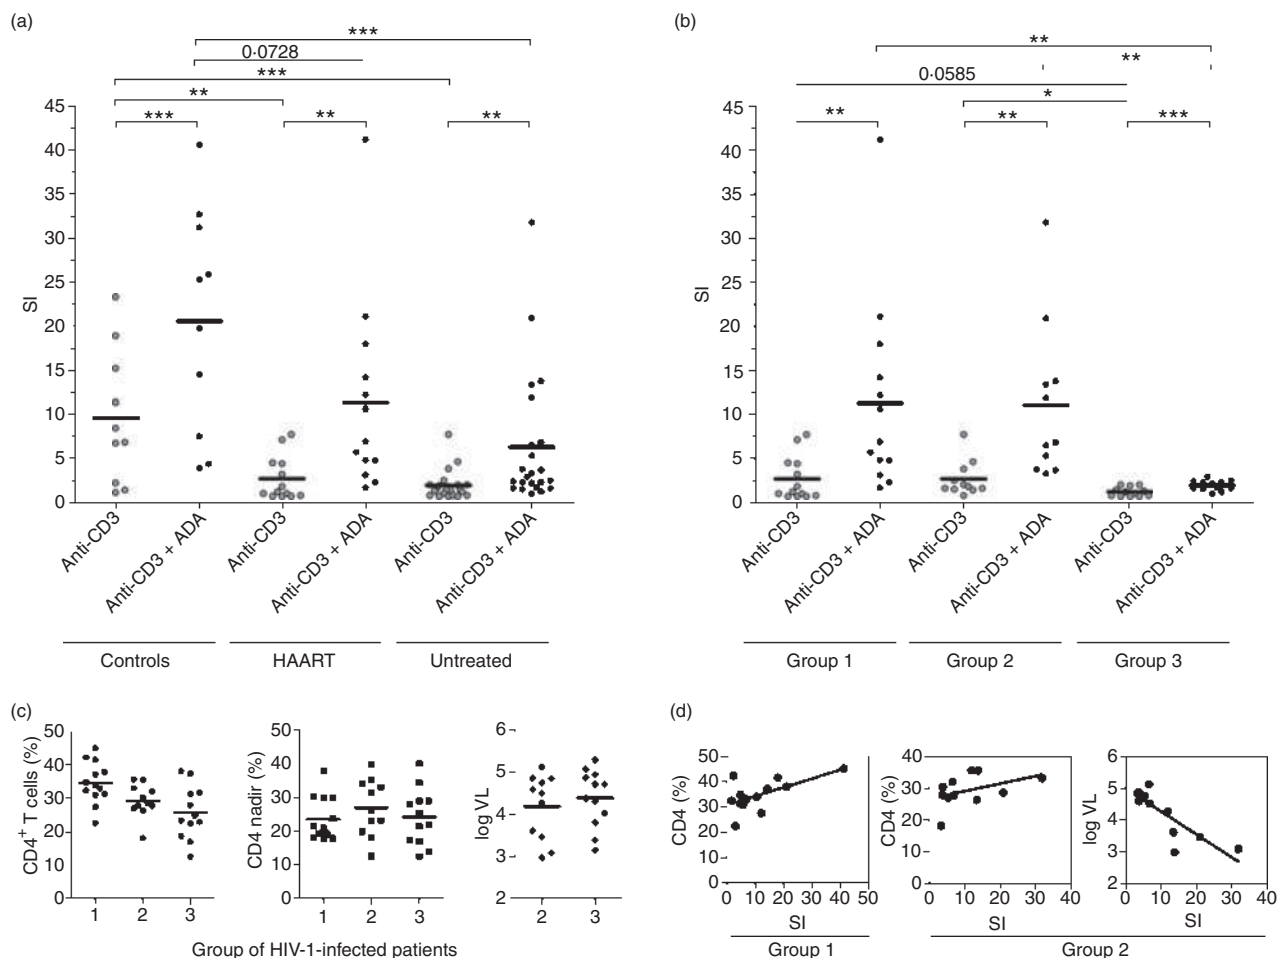 (a)
***
0·0728
***
**
*** ** **
45
40
35
30
25
20
15
10
5
0
SI
Anti-CD3 Anti-CD3 + ADA Anti-CD3 Anti-CD3 + ADA Anti-CD3 Anti-CD3 + ADA
Controls HAART Untreated
(b)
**
**
0·0585
*
** ** ***
45
40
35
30
25
20
15
10
5
0
SI
Anti-CD3 Anti-CD3 + ADA Anti-CD3 Anti-CD3 + ADA Anti-CD3 Anti-CD3 + ADA
Group 1 Group 2 Group 3
(c)
50
40
30
20
10
0
CD4+ T cells (%)
1 2 3
50
40
30
20
10
0
CD4 nadir (%)
1 2 3
6
5
4
3
2
log VL
2 3
Group of HIV-1-infected patients
(d)
50
40
30
20
10
0
CD4 (%)
0 10 20 30 40 50
SI
Group 1
40
30
20
10
0
CD4 (%)
0 10 20 30 40
SI
6
5
4
3
2
log VL
0 10 20 30 40
SI
Group 2